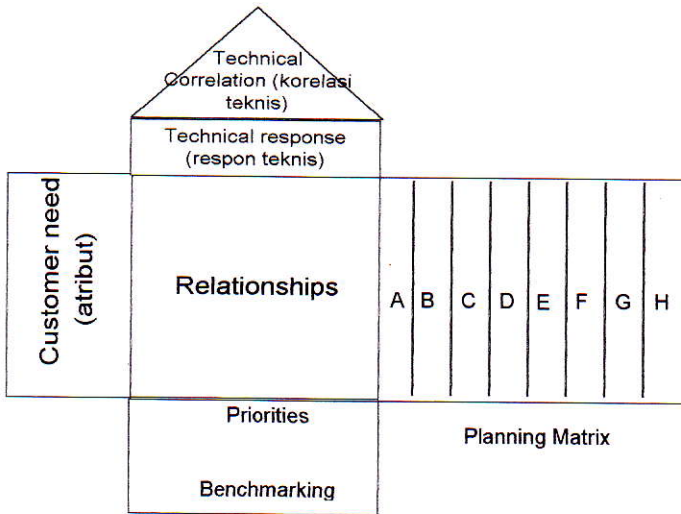 Technical
Correlation (korelasi
teknis)
Technical response
(respon teknis)
Customer need
(atribut)
Relationships
A B C D E F G H
Priorities
Planning Matrix
Benchmarking